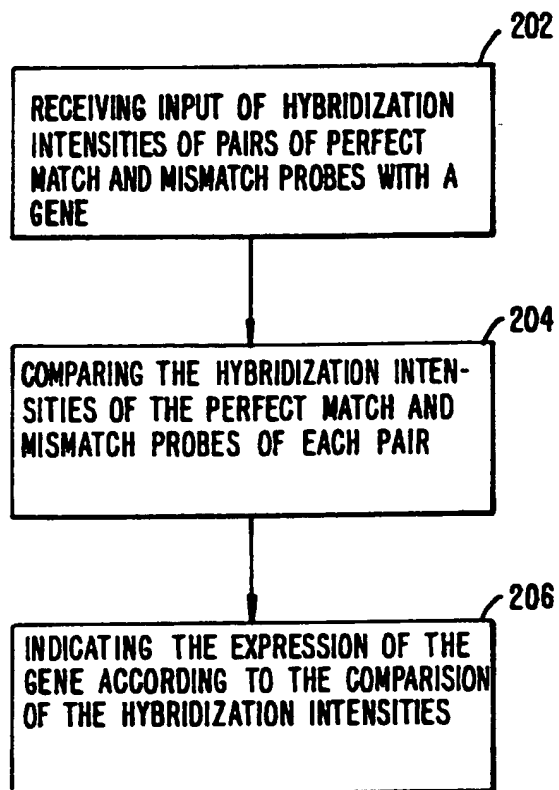 202
RECEIVING INPUT OF HYBRIDIZATION
INTENSITIES OF PAIRS OF PERFECT
MATCH AND MISMATCH PROBES WITH A
GENE
204
COMPARING THE HYBRIDIZATION INTEN-
SITIES OF THE PERFECT MATCH AND
MISMATCH PROBES OF EACH PAIR
206
INDICATING THE EXPRESSION OF THE
GENE ACCORDING TO THE COMPARISION
OF THE HYBRIDIZATION INTENSITIES